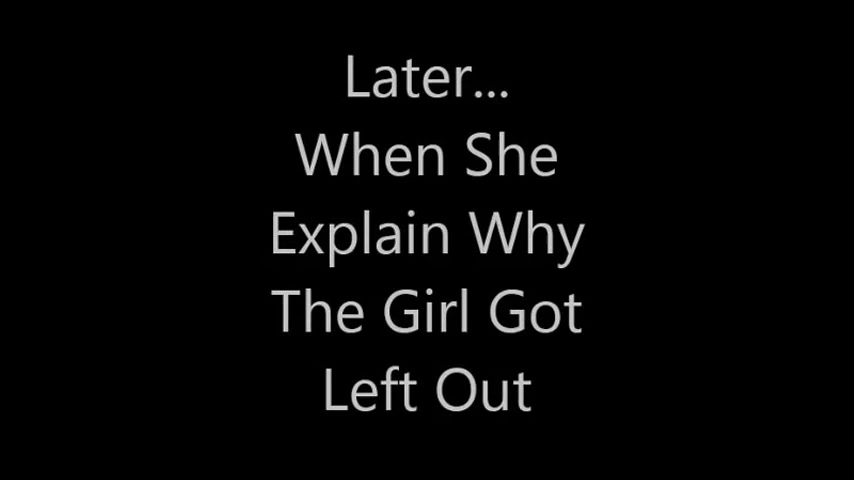 Later...
When She
Explain Why
The Girl Got
Left Out